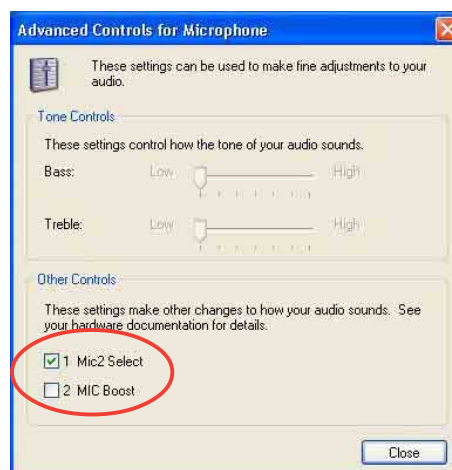 Advanced Controls for Microphone
These settings can be used to make fine adjustments to your
audio.
Tone Controls
These settings control how the tone of your audio sounds.
Bass: Low High
Treble: Low High
Other Controls
These settings make other changes to how your audio sounds. See
your hardware documentation for details.
1 Mic2 Select
2 MIC Boost
Close